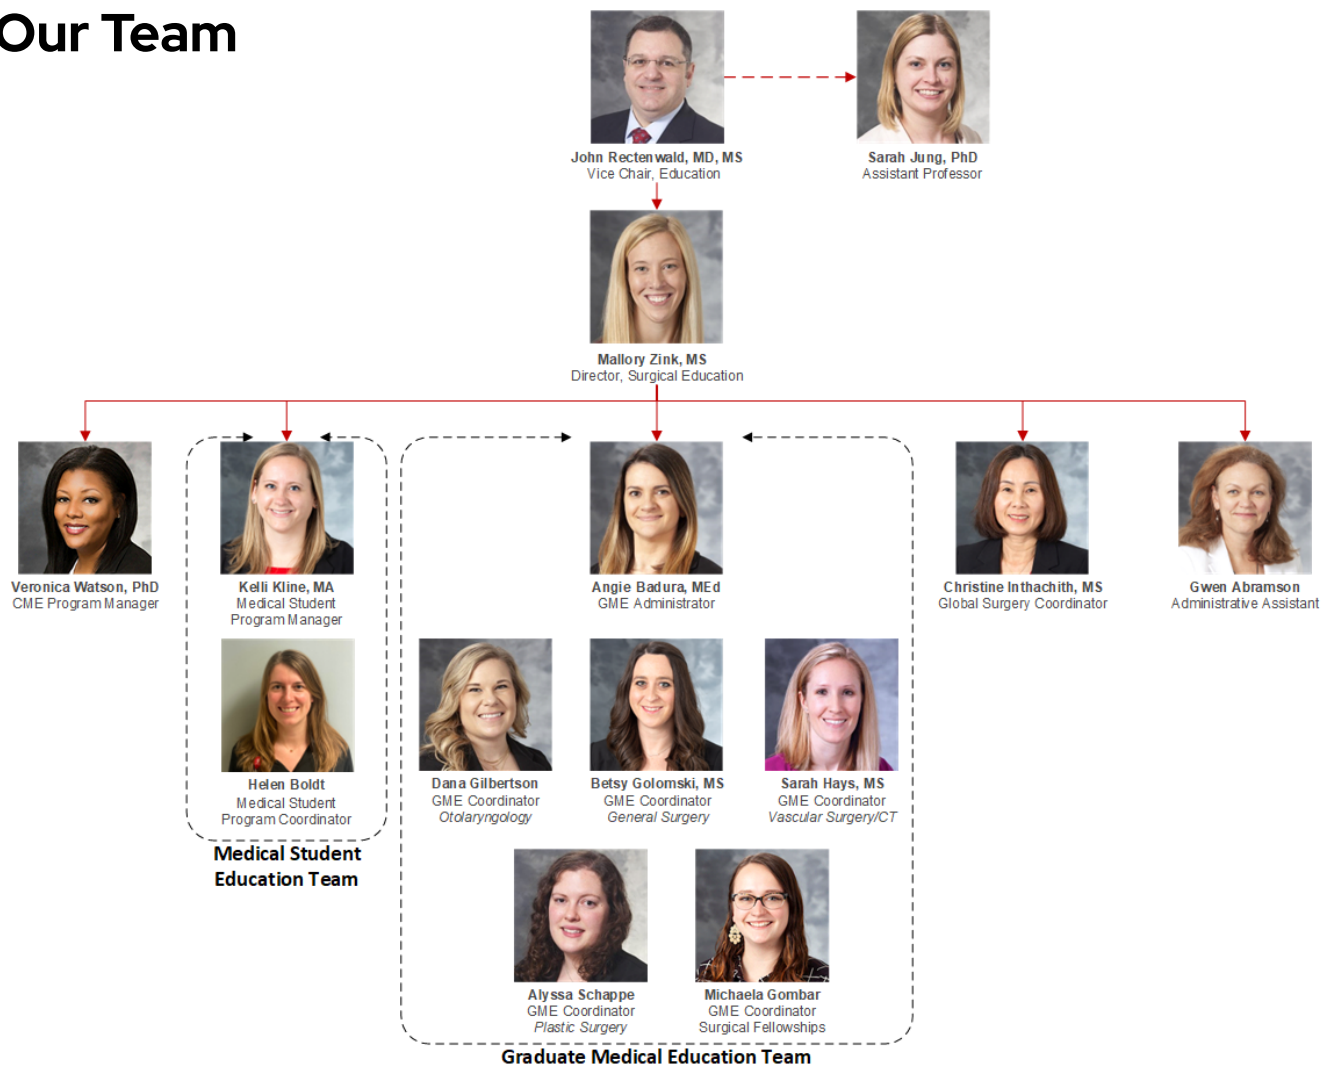 Our Team
John Rectenwald, MD, MS
Vice Chair, Education
Sarah Jung, PhD
Assistant Professor
Mallory Zink, MS
Director, Surgical Education
Veronica Watson, PhD
CME Program Manager
Kelli Kline, MA
Medical Student
Program Manager
Angie Badura, MEd
GME Administrator
Christine Inthachith, MS
Global Surgery Coordinator
Gwen Abramson
Administrative Assistant
Helen Boldt
Medical Student
Program Coordinator
Dana Gilbertson
GME Coordinator
Otolaryngology
Betsy Golomski, MS
GME Coordinator
General Surgery
Sarah Hays, MS
GME Coordinator
Vascular Surgery/CT
Medical Student
Education Team
Alyssa Schappe
GME Coordinator
Plastic Surgery
Michaela Gombar
GME Coordinator
Surgical Fellowships
Graduate Medical Education Team